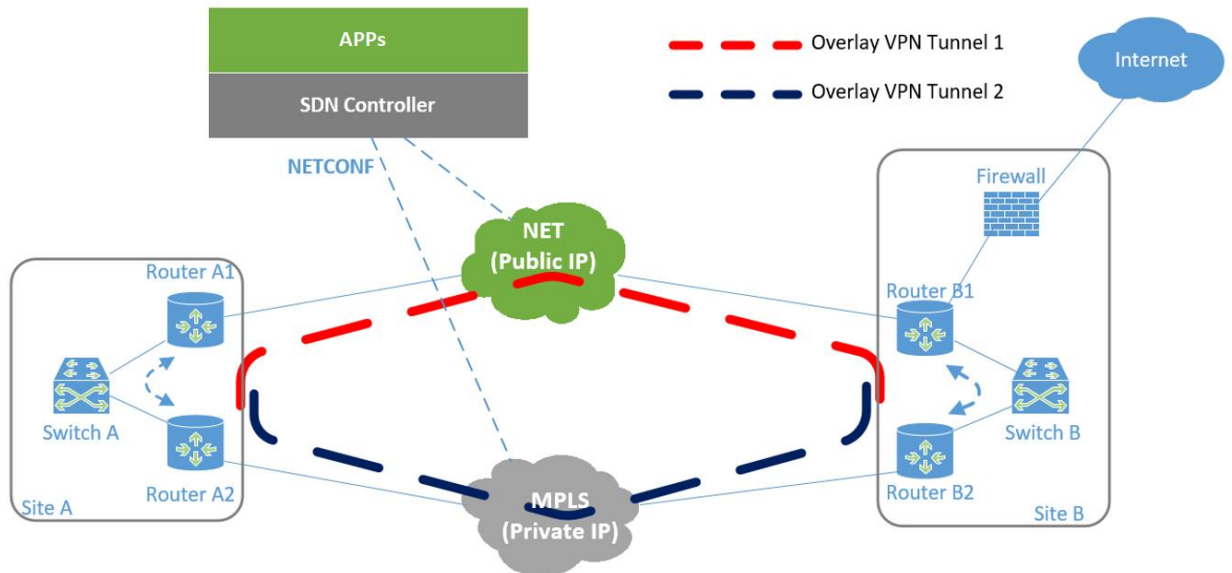 APPs
SDN Controller
NETCONF
Overlay VPN Tunnel 1
Overlay VPN Tunnel 2
Internet
Firewall
NET
(Public IP)
Router A1
Router B1
Switch A
Switch B
Router A2
Router B2
Site A
MPLS
(Private IP)
Site B